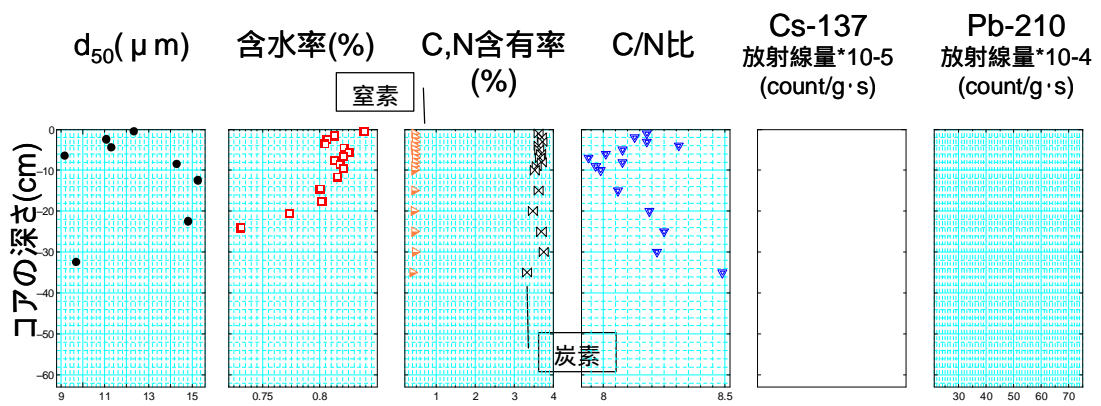 d50( μ m)
含水率(%)
C,N含有率
(%)
C/N比
Cs-137
放射線量*10-5
(count/g･s)
Pb-210
放射線量*10-4
(count/g･s)
窒素
コアの深さ(cm)
0
−10
−20
−30
−40
−50
−60
炭素
9 11 13 15
0.75 0.8
1 2 3 4
8 8.5
20 30 40 50 60 70